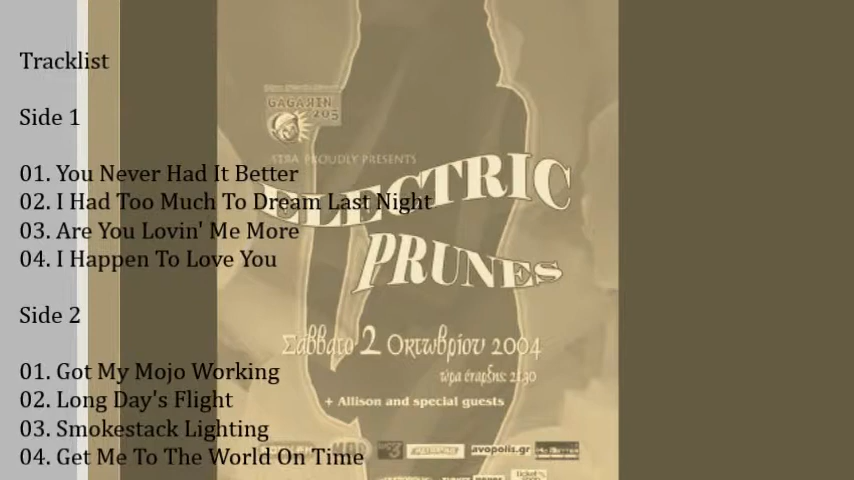 Tracklist
Side 1
01. You Never Had It Better
02. I Had Too Much To Dream Last Night
03. Are You Lovin' Me More
04. I Happen To Love You
Side 2
01. Got My Mojo Working
02. Long Day's Flight
03. Smokestack Lighting
04. Get Me To The World On Time
GAGARIN
205
PROUDLY PRESENTS
ELECTRIC
PRUNES
Σάββατο 2 Οκτωβρίου 2004
ώρα έναρξης: 21.30
+ Allison and special guests
avopolis.gr